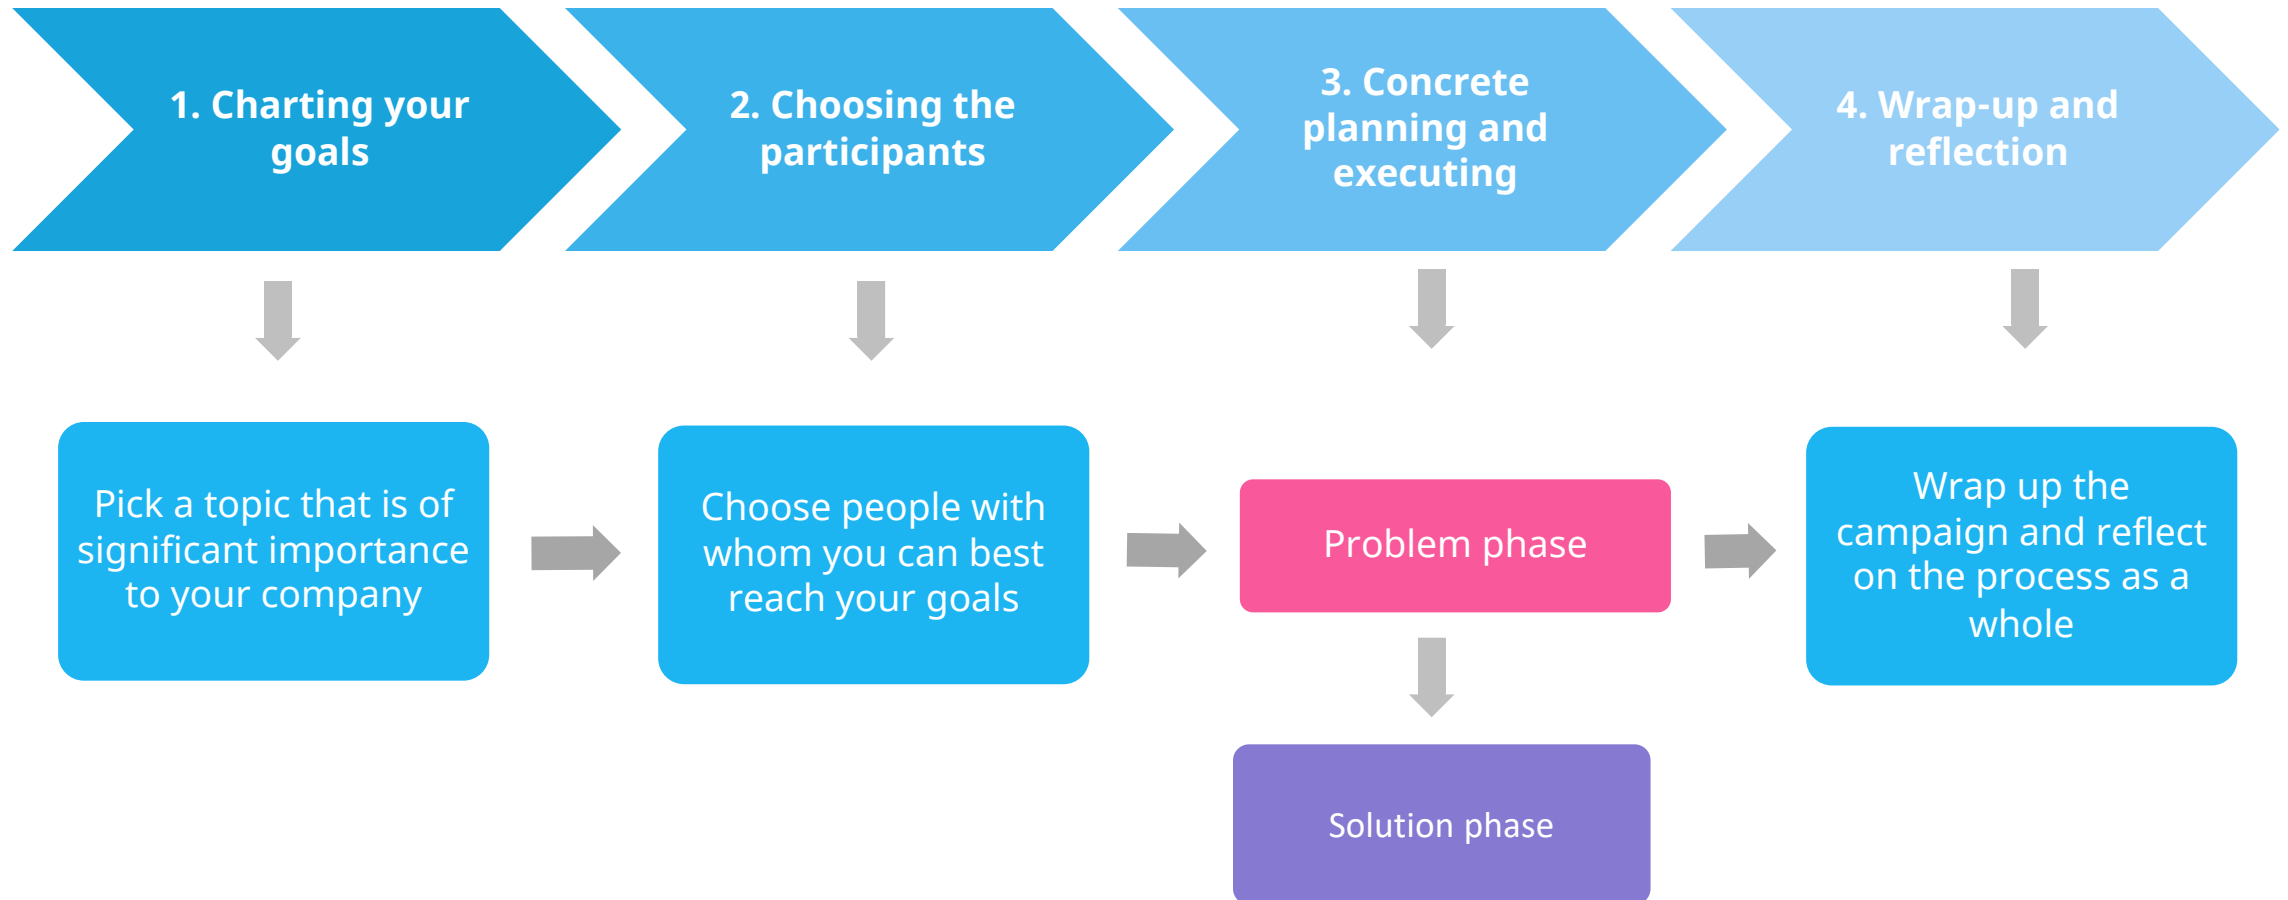 1. Charting your
goals
2. Choosing the
participants
3. Concrete
planning and
executing
4. Wrap-up and
reflection
Pick a topic that is of
significant importance
to your company
Choose people with
whom you can best
reach your goals
Problem phase
Solution phase
Wrap up the
campaign and reflect
on the process as a
whole